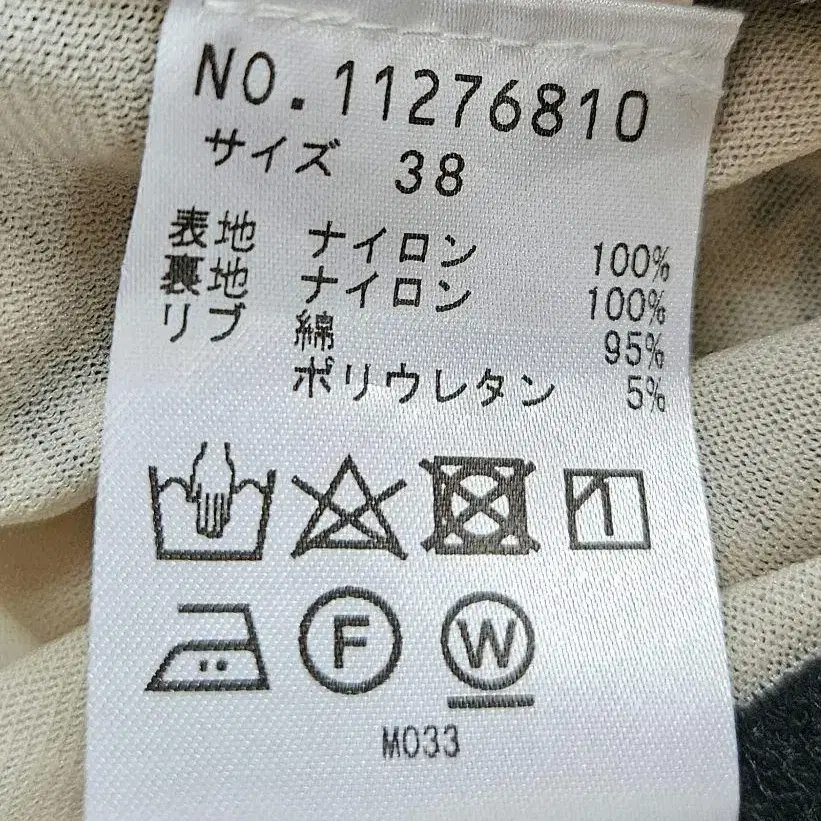 NO.11276810
サイズ 38
表地 ナイロン 100%
裏地 ナイロン 100%
リブ 綿 95%
ポリウレタン 5%
F W
M033